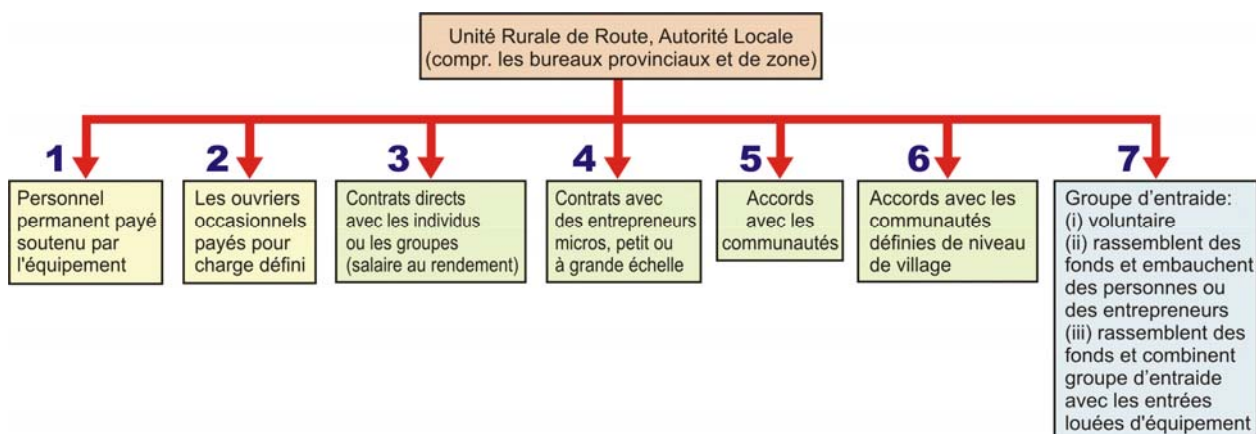 Unité Rurale de Route, Autorité Locale
(compr. les bureaux provinciaux et de zone)
1
Personnel
permanent payé
soutenu par
l'équipement
2
Les ouvriers
occasionnels
payés pour
charge défini
3
Contrats directs
avec les individus
ou les groupes
(salaire au rendement)
4
Contrats avec
des entrepreneurs
micros, petit ou
à grande échelle
5
Accords
avec les
communautés
6
Accords avec les
communautés
définies de niveau
de village
7
Groupe d'entraide:
(i) voluntaire
(ii) rassemblent des
fonds et embauchent
des personnes ou
des entrepreneurs
(iii) rassemblent des
fonds et combinent
groupe d'entraide
avec les entrées
louées d'équipement